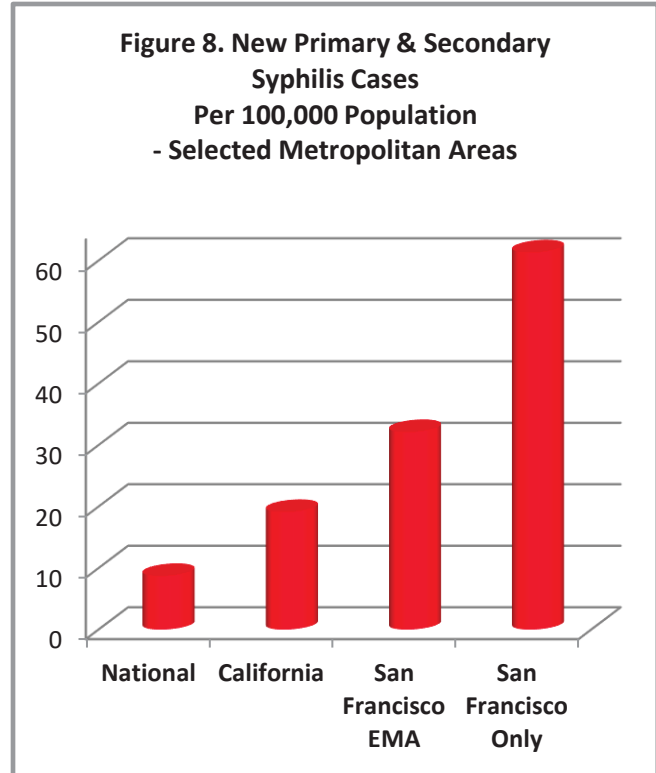 Figure 8. New Primary & Secondary
Syphilis Cases
Per 100,000 Population
- Selected Metropolitan Areas
60
50
40
30
20
10
0
National California San Francisco EMA San Francisco Only